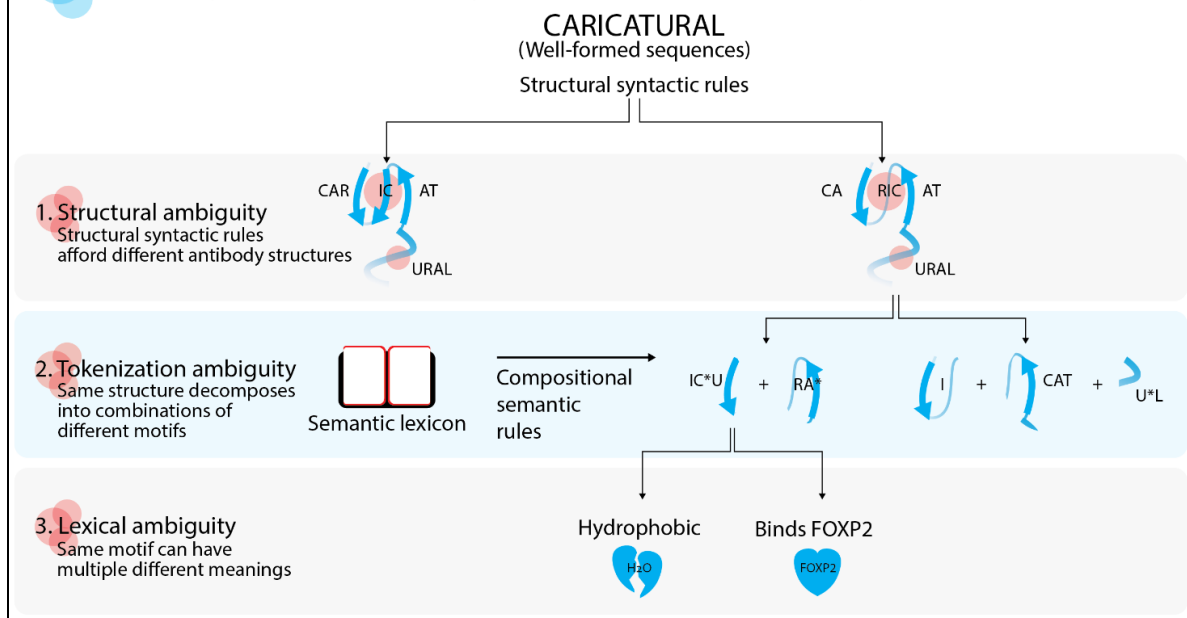 CARICATURAL
(Well-formed sequences)
Structural syntactic rules
CAR
IC
AT
URAL
CA
RIC
AT
URAL
1. Structural ambiguity
Structural syntactic rules
afford different antibody structures
2. Tokenization ambiguity
Same structure decomposes
into combinations of
different motifs
Semantic lexicon
Compositional
semantic
rules
IC*U
+
RA*
I
+
CAT
+
U*L
3. Lexical ambiguity
Same motif can have
multiple different meanings
Hydrophobic
H2O
Binds FOXP2
FOXP2